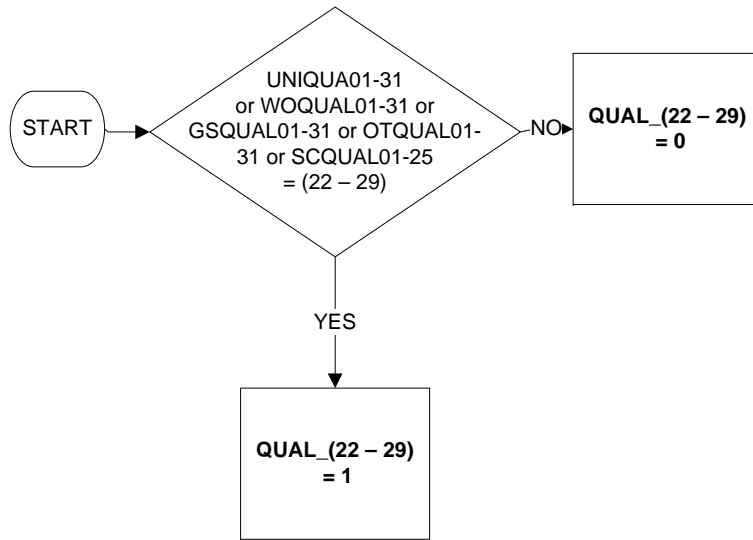 START
UNIQUA01-31
or WOQUAL01-31 or
GSQUAL01-31 or OTQUAL01-
31 or SCQUAL01-25
= (22 – 29)
NO
QUAL_(22 – 29)
= 0
YES
QUAL_(22 – 29)
= 1